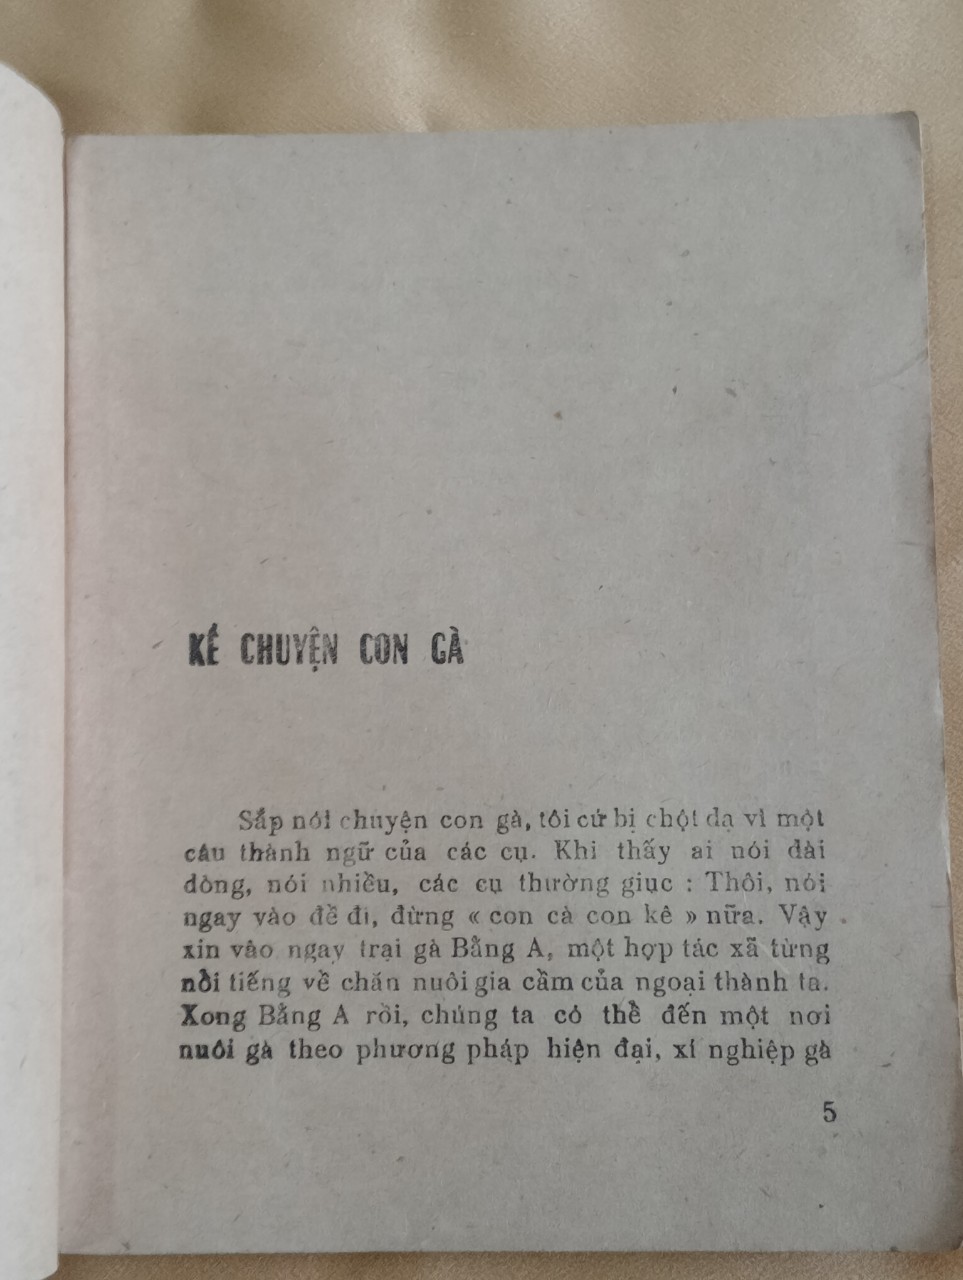 KỂ CHUYỆN CON GÀ
Sắp nói chuyện con gà, tôi cứ bị chột dạ vì một
câu thành ngữ của các cụ. Khi thấy ai nói dài
dòng, nói nhiều, các cụ thường giục : Thôi, nói
ngay vào đề đi, đừng « con cà con kê » nữa. Vậy
xin vào ngay trại gà Bằng A, một hợp tác xã từng
nổi tiếng về chăn nuôi gia cầm của ngoại thành ta.
Xong Bằng A rồi, chúng ta có thể đến một nơi
nuôi gà theo phương pháp hiện đại, xí nghiệp gà
5